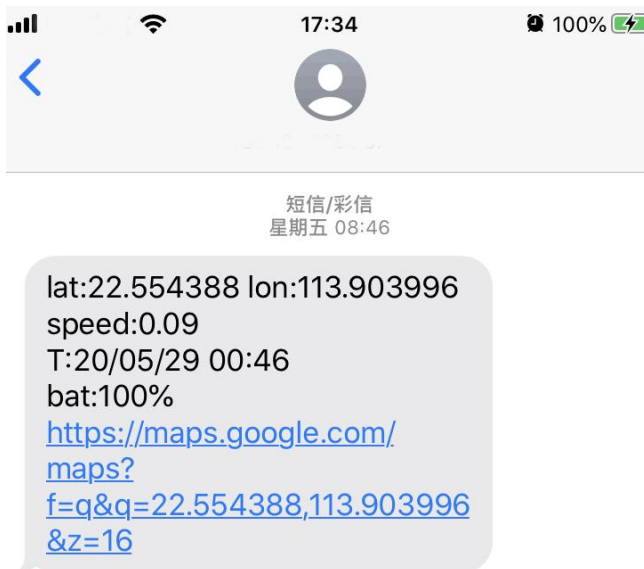 17:34
100%
短信/彩信
星期五 08:46
lat:22.554388 lon:113.903996
speed:0.09
T:20/05/29 00:46
bat:100%
https://maps.google.com/
maps?
f=q&q=22.554388,113.903996
&z=16